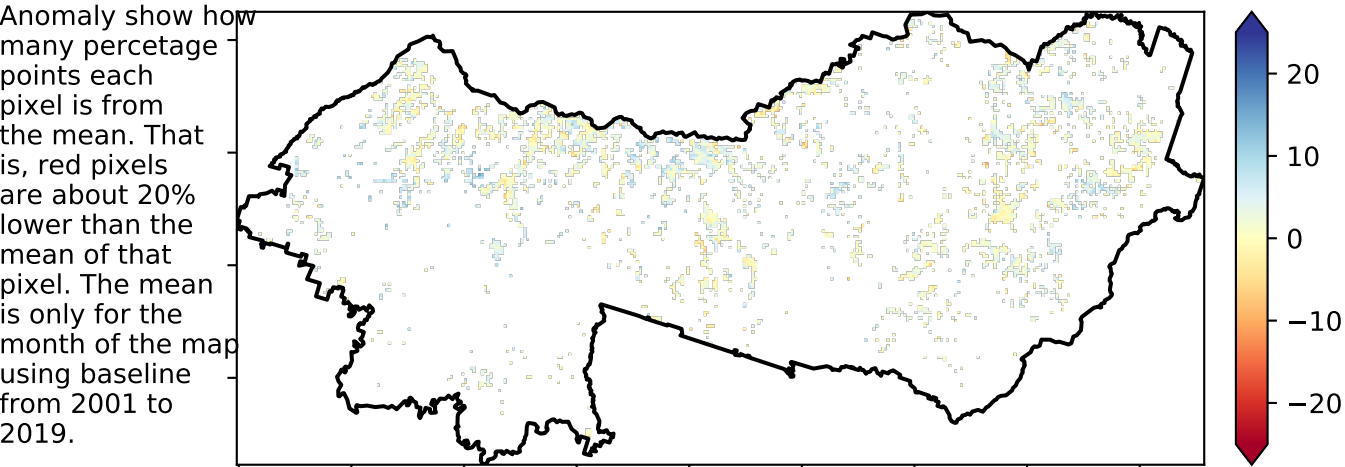 Anomaly show how
many percetage
points each
pixel is from
the mean. That
is, red pixels
are about 20%
lower than the
mean of that
pixel. The mean
is only for the
month of the map
using baseline
from 2001 to
2019.
20
10
0
−10
−20